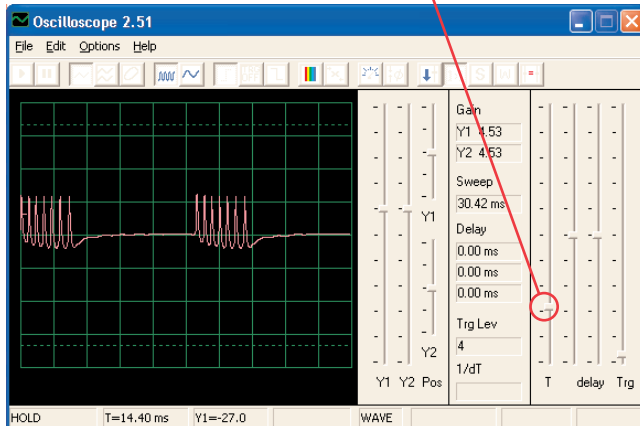 Oscilloscope 2.51
File Edit Options Help
Gain
Y1 4.53
Y2 4.53
Sweep
30.42 ms
Y1
Delay
0.00 ms
0.00 ms
0.00 ms
Trg Lev
4
Y2
1/dT
Y1 Y2 Pos
T delay Trg
HOLD T=14.40 ms Y1=-27.0 WAVE